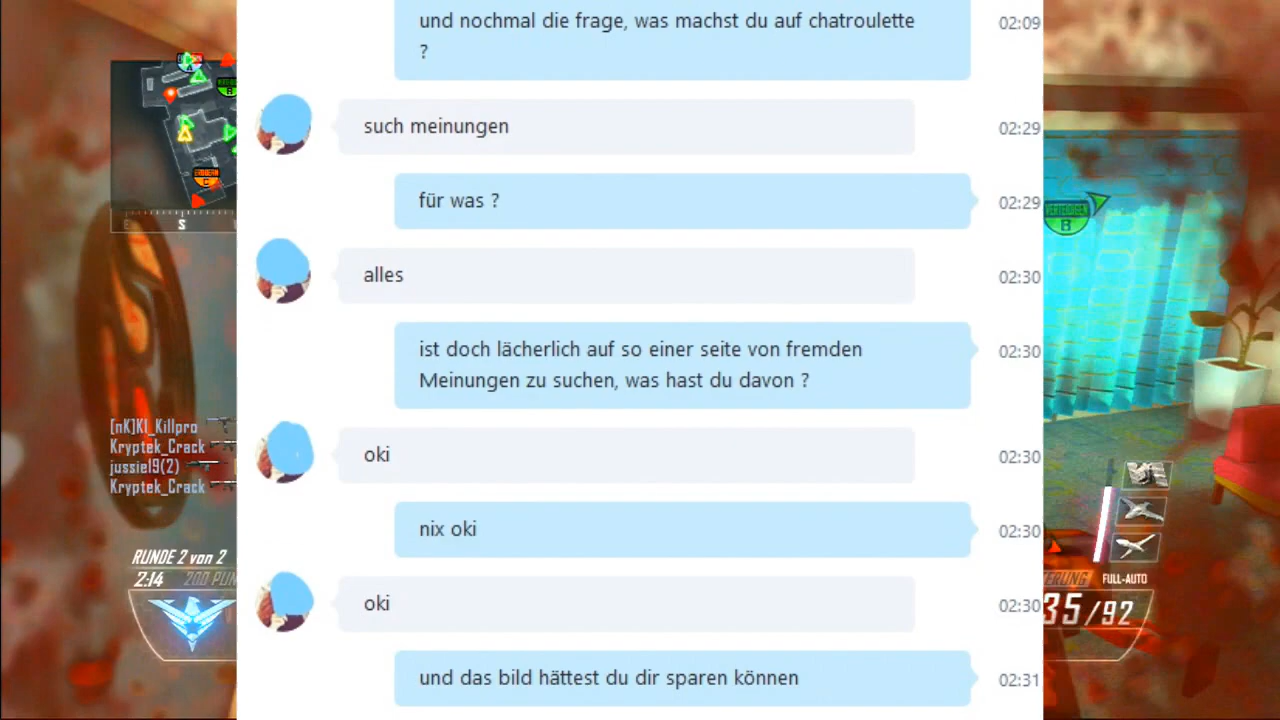 und nochmal die frage, was machst du auf chatroulette
?
02:09
such meinungen
02:29
für was ?
02:29
alles
02:30
ist doch lächerlich auf so einer seite von fremden
Meinungen zu suchen, was hast du davon ?
02:30
oki
02:30
nix oki
02:30
oki
02:30
und das bild hättest du dir sparen können
02:31
S
[nK]KI_Killpro
Kryptek_Crack
jussie19(2)
Kryptek_Crack
RUNDE 2 von 2
2:14
200
VERTEIDIGEN
B
C
FULL-AUTO
35/92